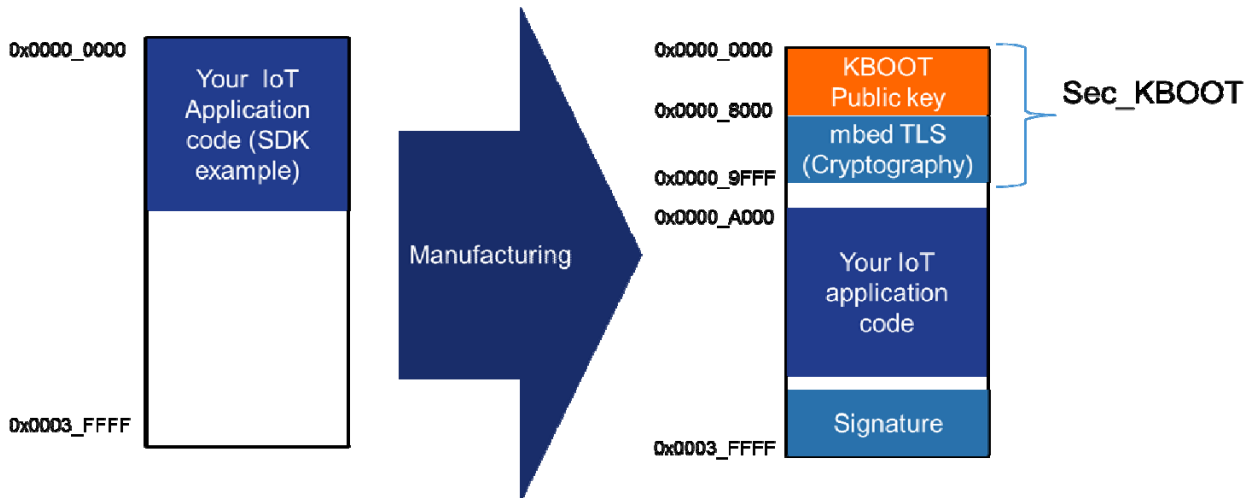 0x0000_0000
Your IoT
Application
code (SDK
example)
0x0003_FFFF
Manufacturing
0x0000_0000
KBOOT
Public key
0x0000_8000
mbed TLS
(Cryptography)
0x0000_9FFF
0x0000_A000
Your IoT
application
code
Signature
0x0003_FFFF
Sec_KBOOT